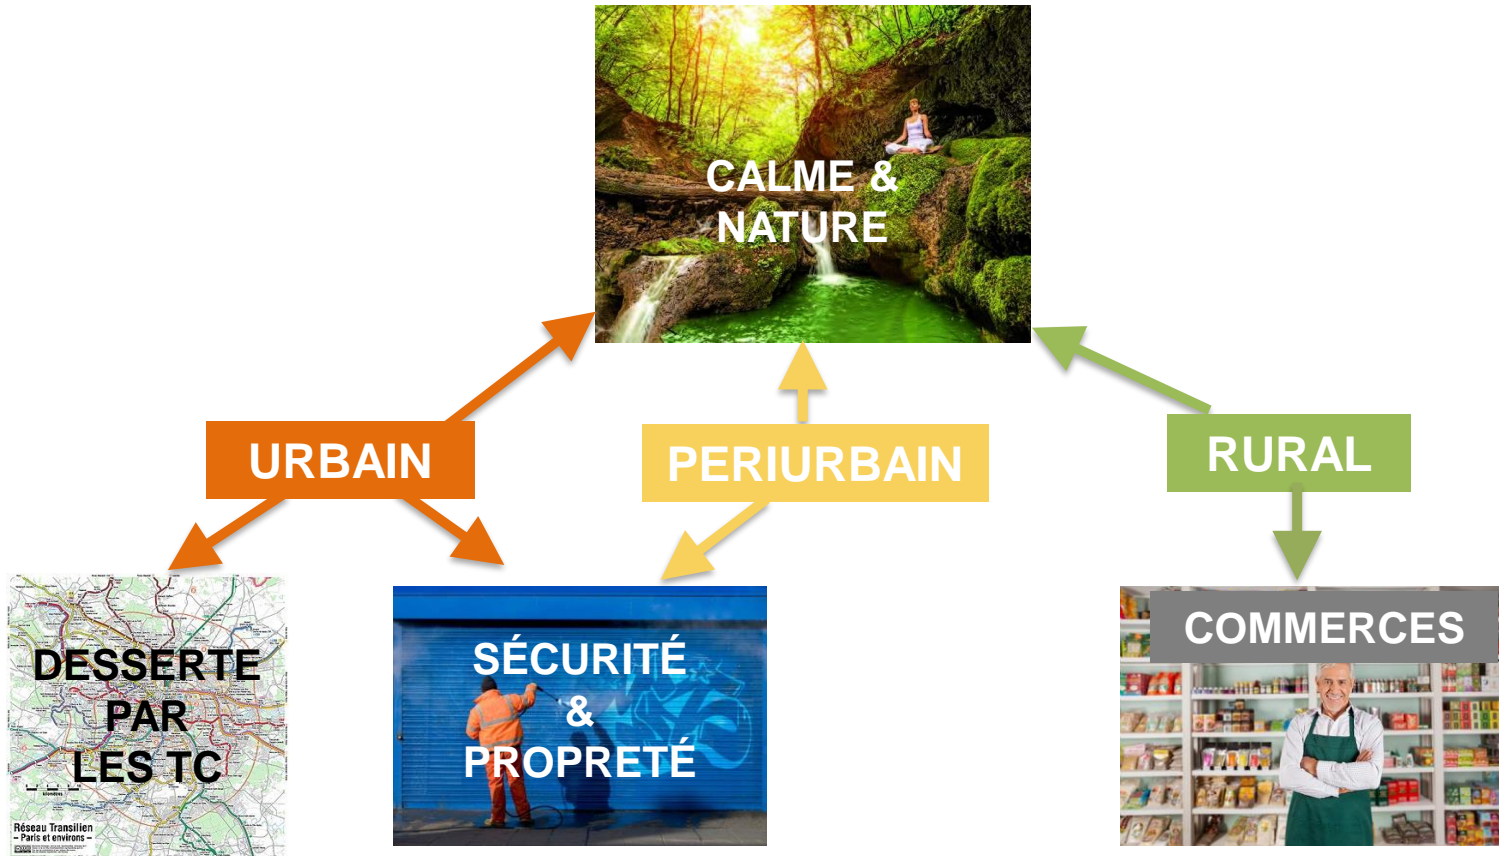 CALME &
NATURE
URBAIN
PERIURBAIN
RURAL
DESSERTE
PAR
LES TC
Réseau Transilien
– Paris et environs –
SÉCURITÉ
&
PROPRETÉ
COMMERCES